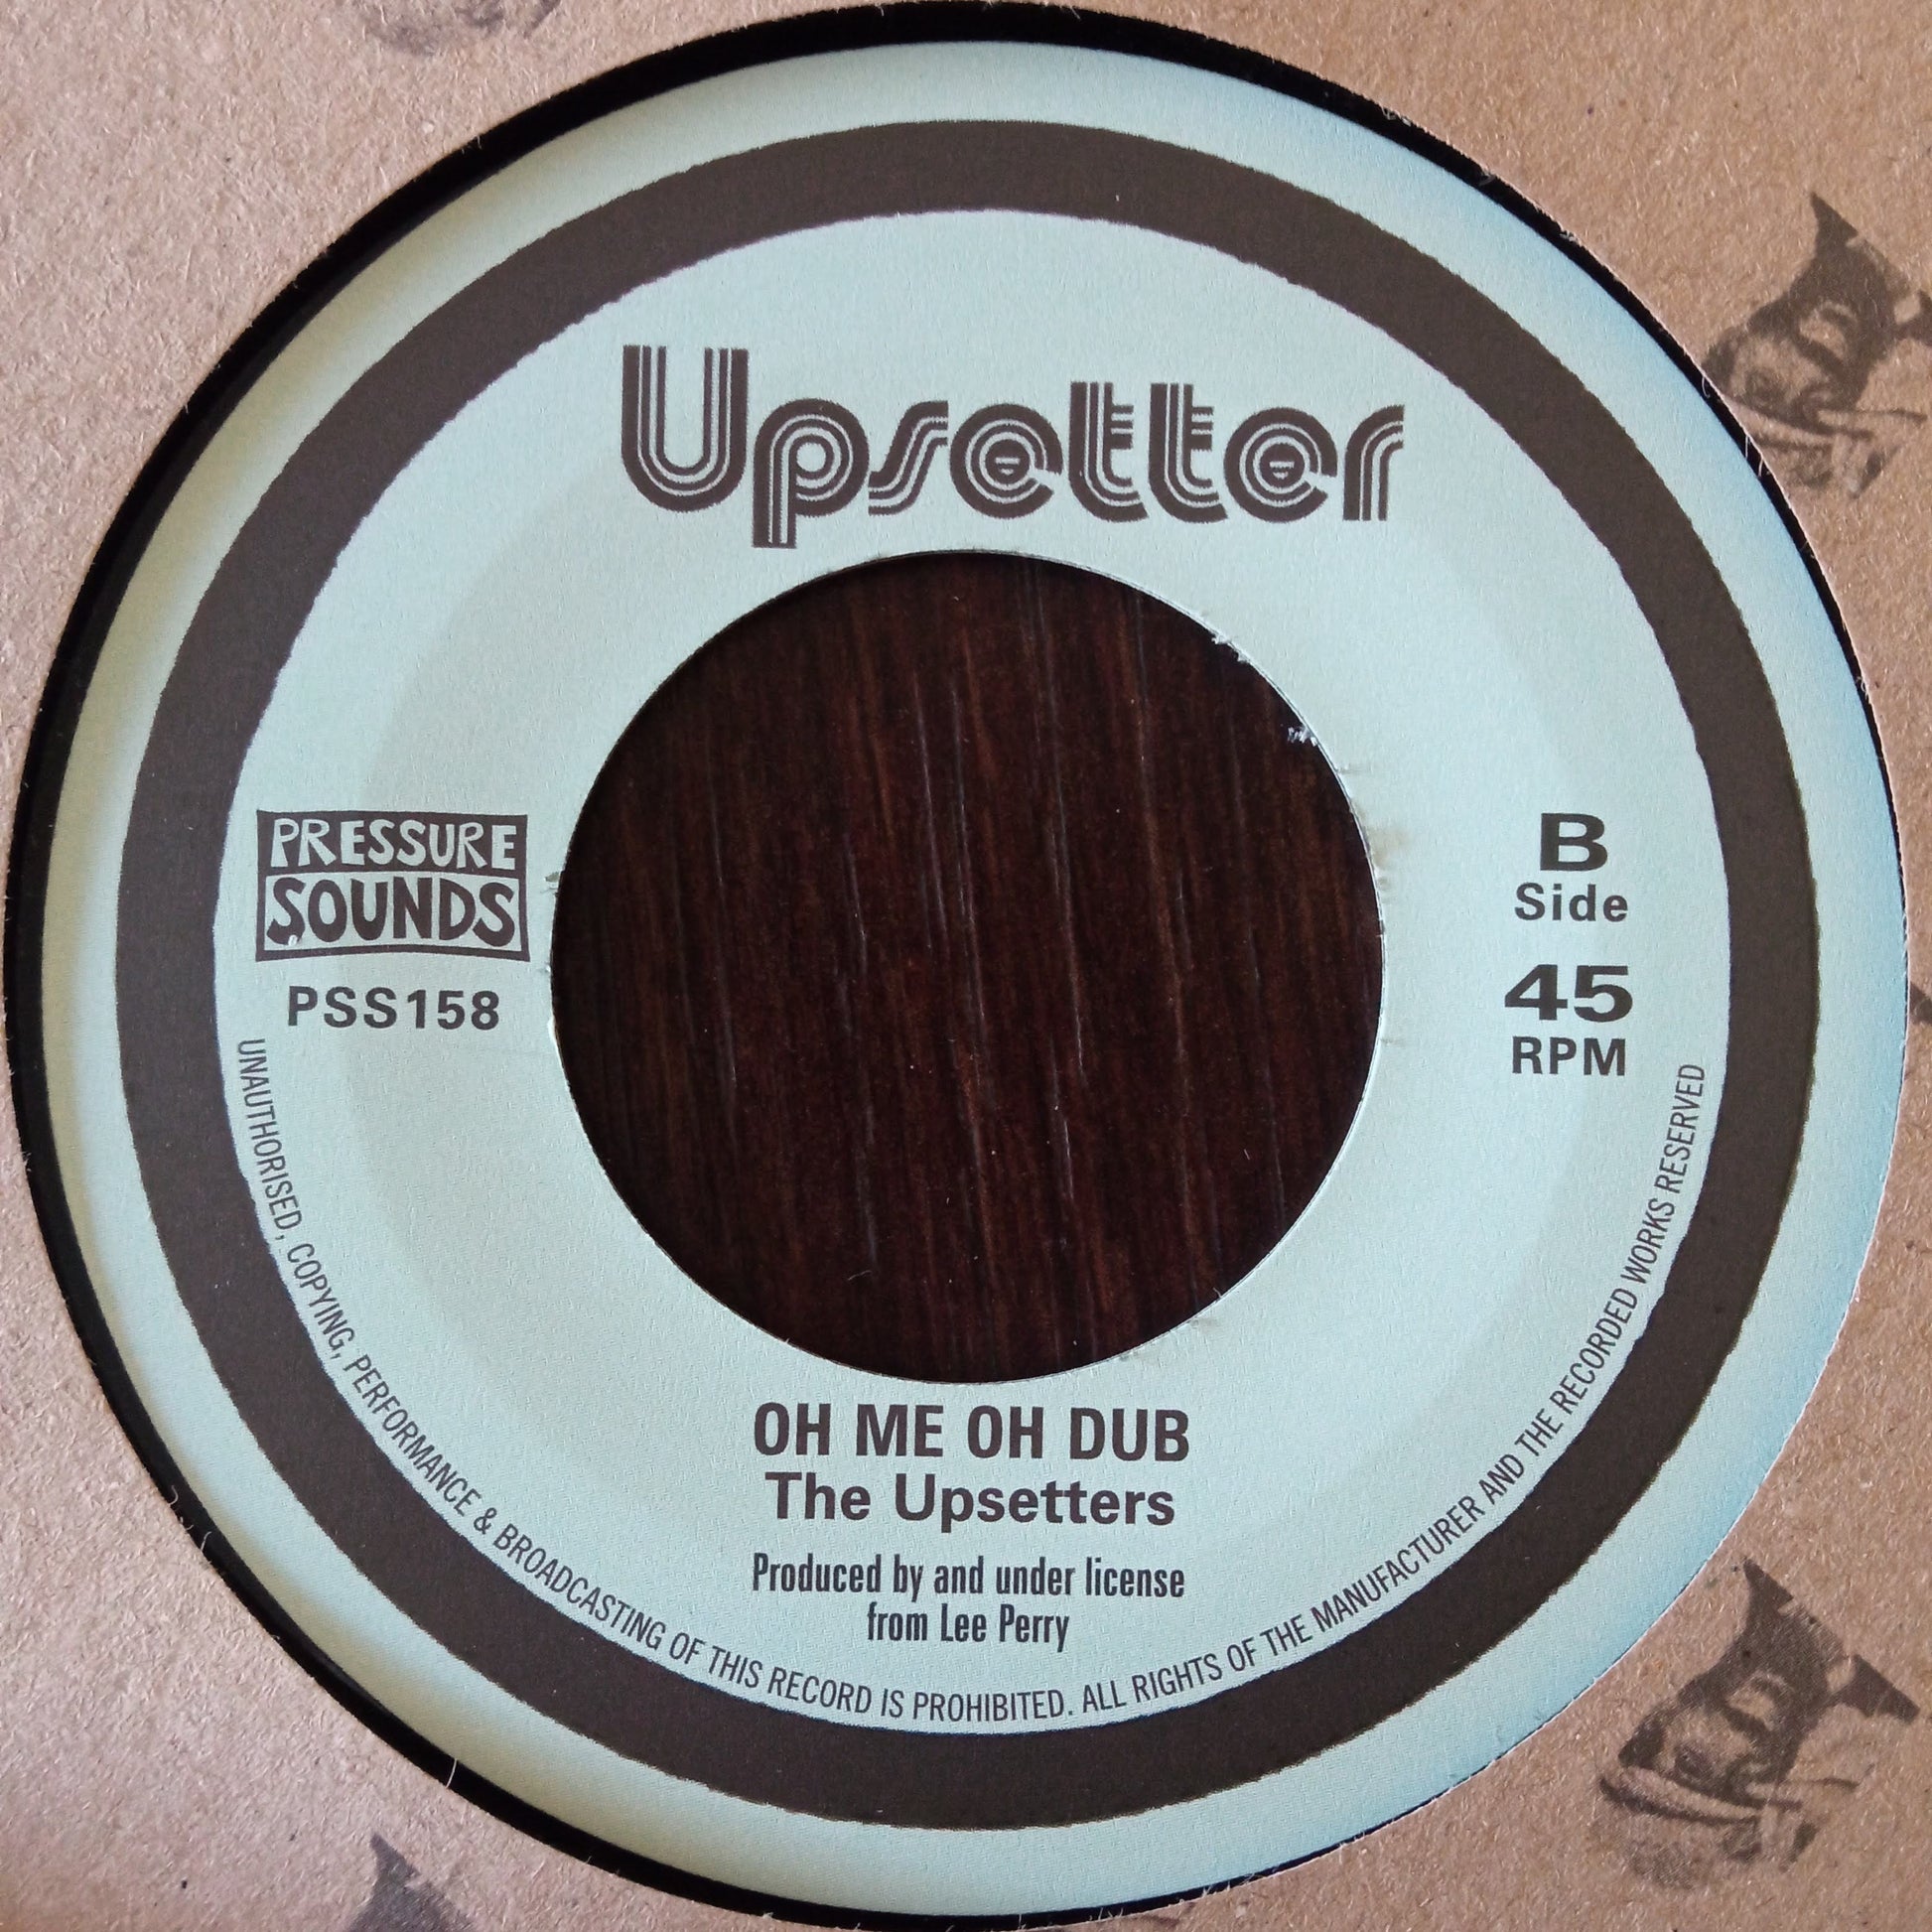 Upsetter
PRESSURE
SOUNDS
PSS158
B
Side
45
RPM
OH ME OH DUB
The Upsetters
Produced by and under license
from Lee Perry
UNAUTHORISED, COPYING, PERFORMANCE & BROADCASTING OF THIS RECORD IS PROHIBITED. ALL RIGHTS OF THE MANUFACTURER AND THE RECORDED WORKS RESERVED